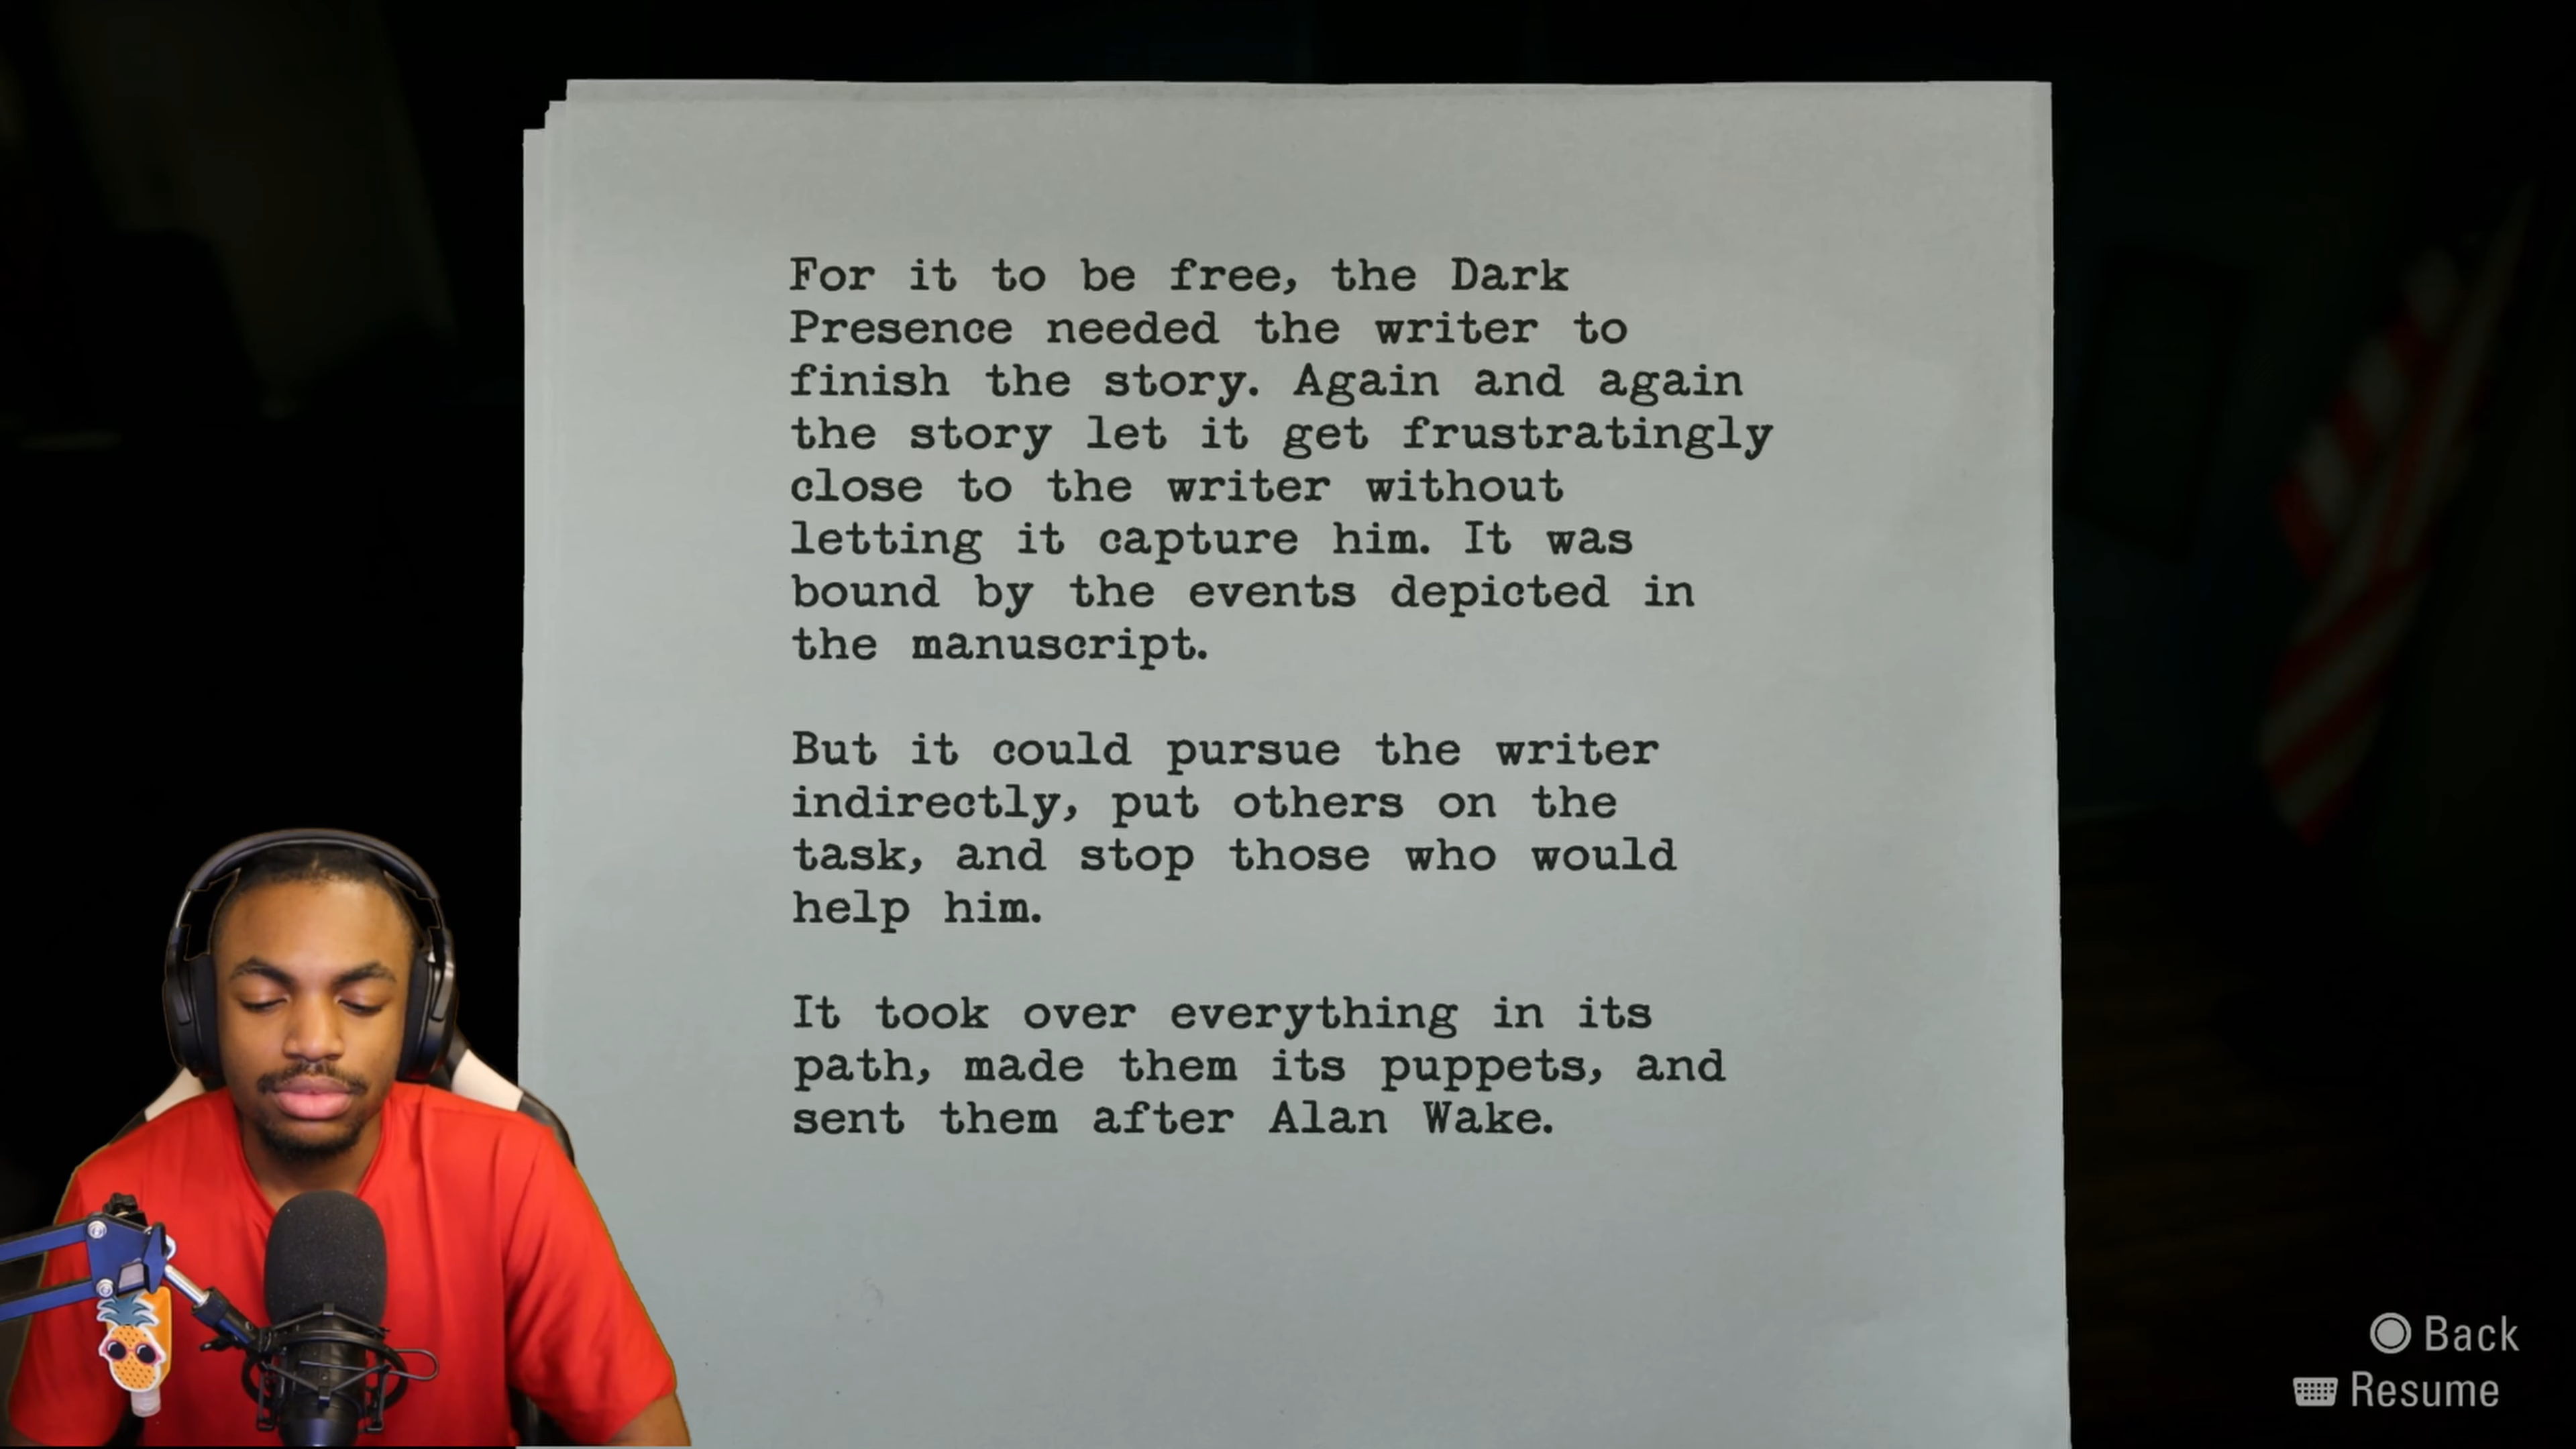 For it to be free, the Dark
Presence needed the writer to
finish the story. Again and again
the story let it get frustratingly
close to the writer without
letting it capture him. It was
bound by the events depicted in
the manuscript.
But it could pursue the writer
indirectly, put others on the
task, and stop those who would
help him.
It took over everything in its
path, made them its puppets, and
sent them after Alan Wake.
Back
Resume